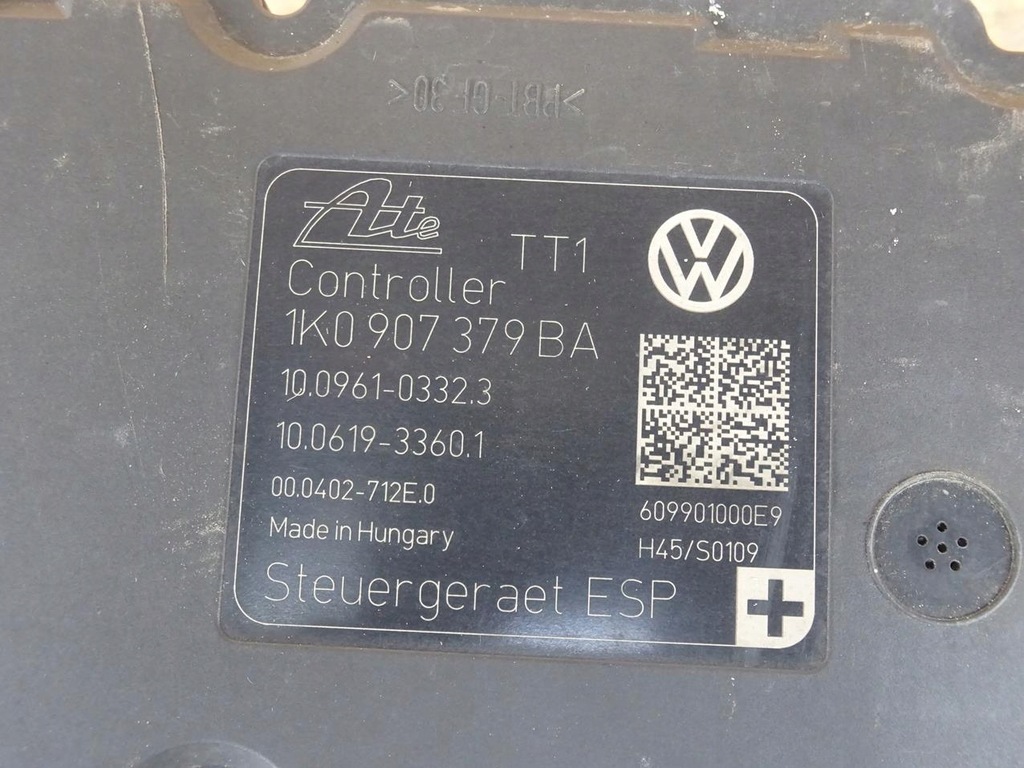 >PBT-GF30<
Ate
TT1
Controller
1K0 907 379 BA
10.0961-0332.3
10.0619-3360.1
00.0402-712E.0
Made in Hungary
Steuergeraet ESP
609901000E9
H45/S0109